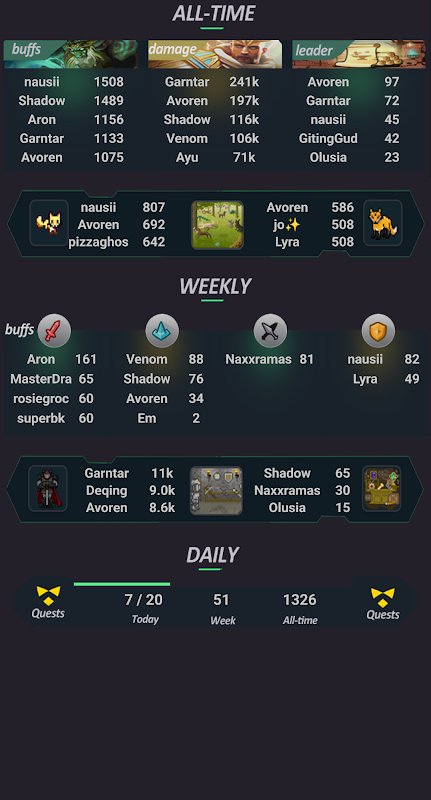 ALL-TIME
buffs damage leader
nausii 1508 Garntar 241k Avoren 97
Shadow 1489 Avoren 197k Garntar 72
Aron 1156 Shadow 116k nausii 45
Garntar 1133 Venom 106k GitingGud 42
Avoren 1075 Ayu 71k Olusia 23
nausii 807 Avoren 586
Avoren 692 jo✨ 508
pizzaghos 642 Lyra 508
WEEKLY
buffs
Aron 161 Venom 88 Naxxramas 81 nausii 82
MasterDra 65 Shadow 76 Lyra 49
rosiegroc 60 Avoren 34
superbk 60 Em 2
Garntar 11k Shadow 65
Deqing 9.0k Naxxramas 30
Avoren 8.6k Olusia 15
DAILY
7 / 20 51 1326
Quests Today Week All-time Quests